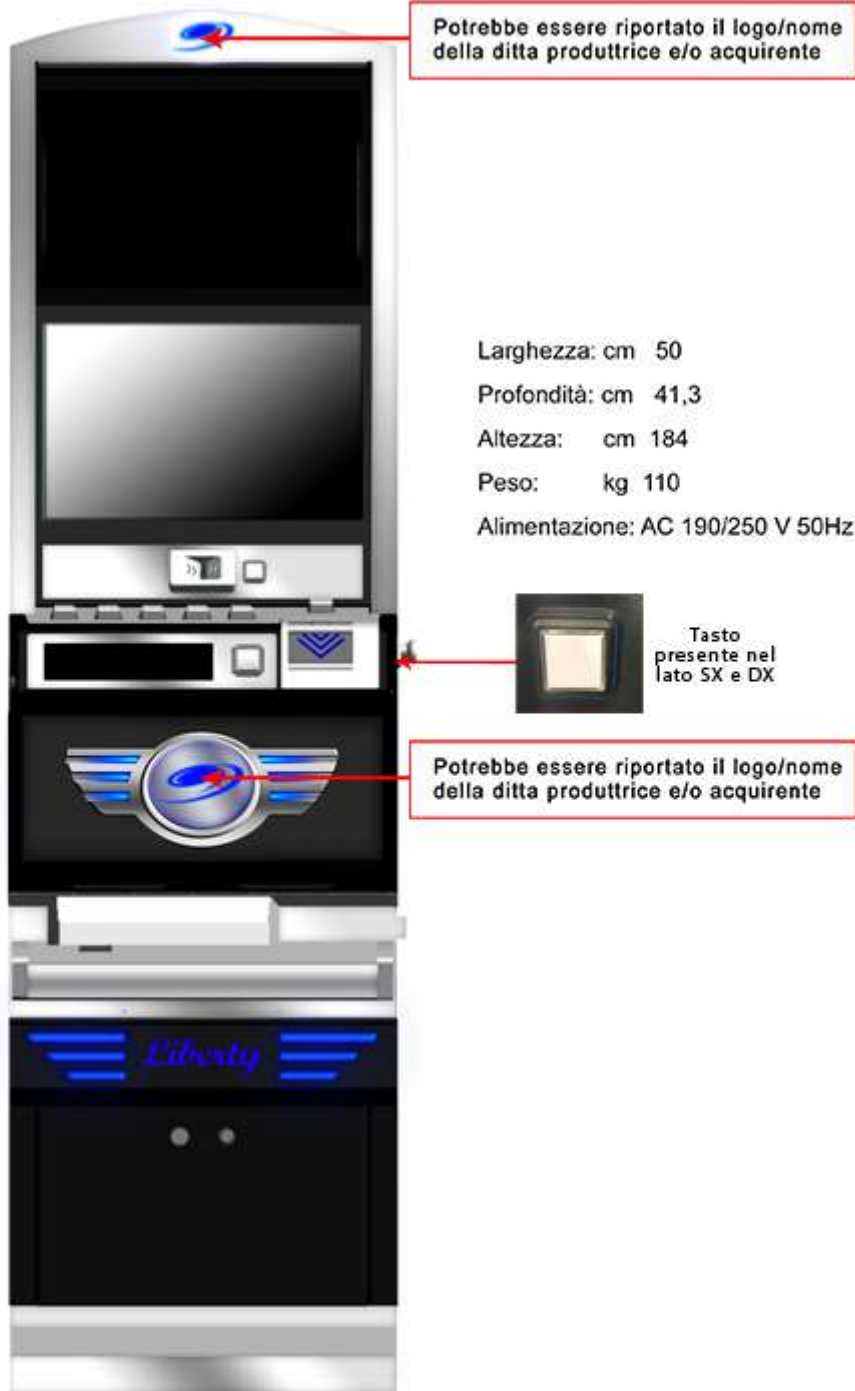 Potrebbe essere riportato il logo/nome
della ditta produttrice e/o acquirente
Larghezza: cm 50
Profondità: cm 41,3
Altezza: cm 184
Peso: kg 110
Alimentazione: AC 190/250 V 50Hz
Tasto
presente nel
lato SX e DX
Potrebbe essere riportato il logo/nome
della ditta produttrice e/o acquirente
Liberty